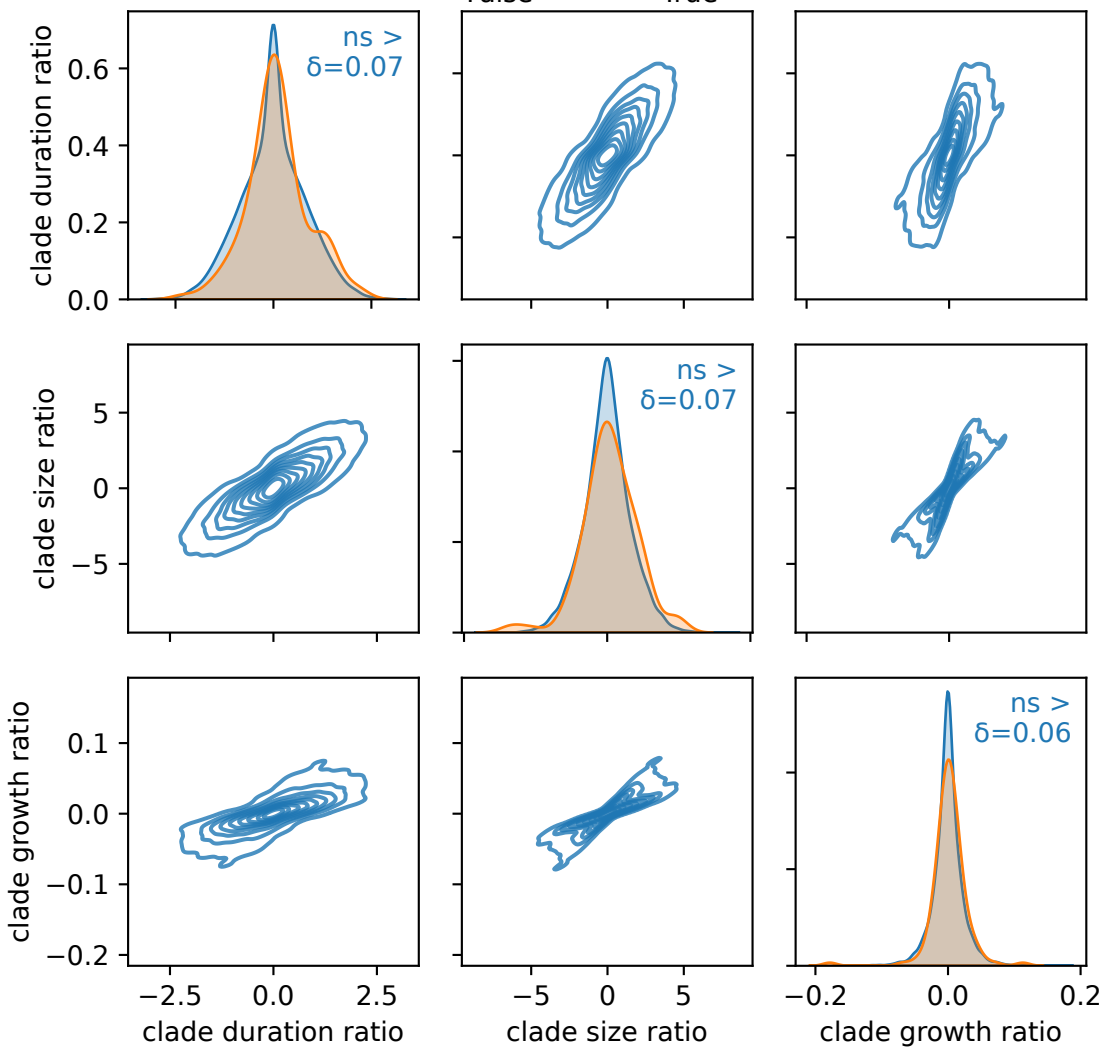 True
clade duration ratio
0.6
0.4
0.2
0.0
ns >
δ=0.07
clade size ratio
5
0
−5
ns >
δ=0.07
clade growth ratio
0.1
0.0
−0.1
−0.2
ns >
δ=0.06
−2.5 0.0 2.5
−5 0 5
−0.2 0.0 0.2
clade duration ratio
clade size ratio
clade growth ratio